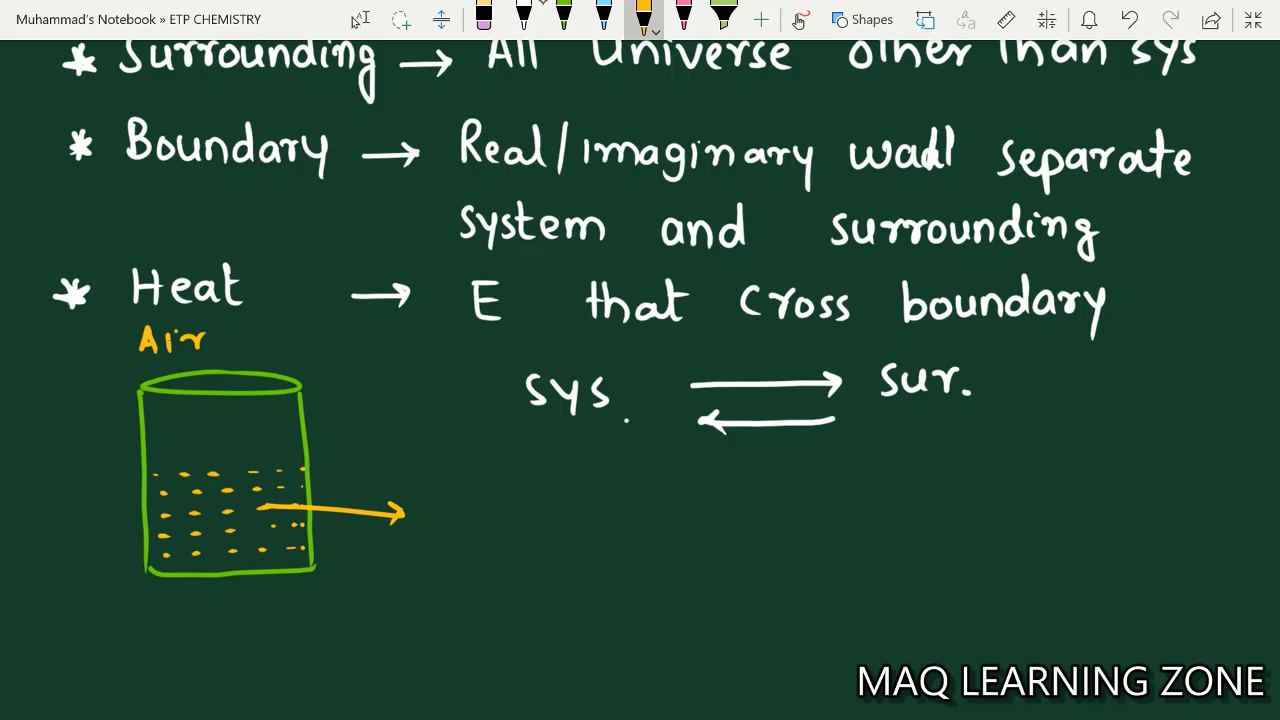 Muhammad's Notebook » ETP CHEMISTRY
Shapes
* Surrounding → All Universe other than sys
* Boundary → Real/imaginary wall separate
system and surrounding
* Heat → E that cross boundary
Air
sys. ⇄ sur.
MAQ LEARNING ZONE